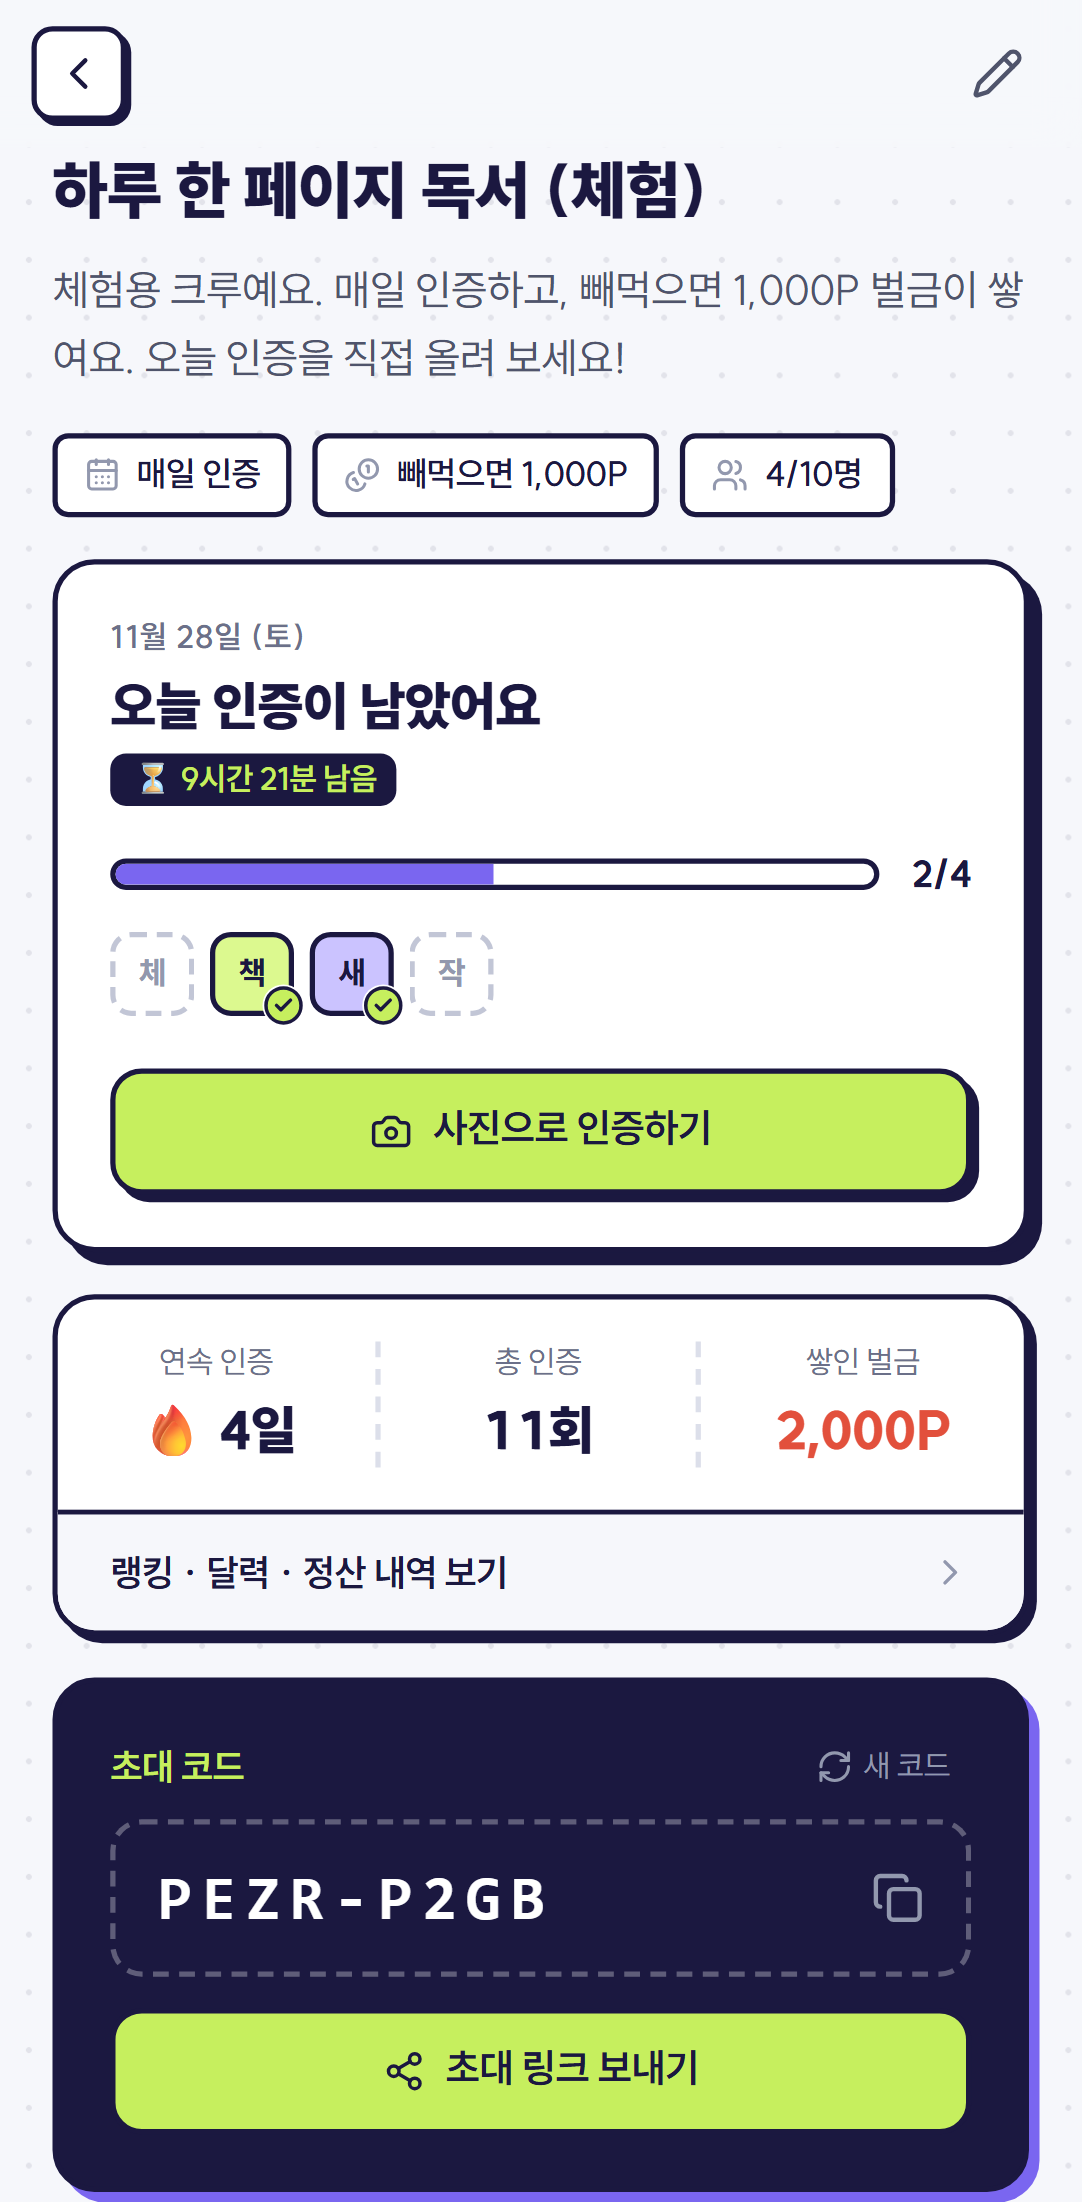 하루 한 페이지 독서 (체험)
체험용 크루예요. 매일 인증하고, 빼먹으면 1,000P 벌금이 쌓
여요. 오늘 인증을 직접 올려 보세요!
매일 인증
빼먹으면 1,000P
4/10명
11월 28일 (토)
오늘 인증이 남았어요
⏳ 9시간 21분 남음
2/4
체 책 새 작
사진으로 인증하기
연속 인증 총 인증 쌓인 벌금
🔥 4일 11회 2,000P
랭킹 · 달력 · 정산 내역 보기
초대 코드
새 코드
PEZR-P2GB
초대 링크 보내기